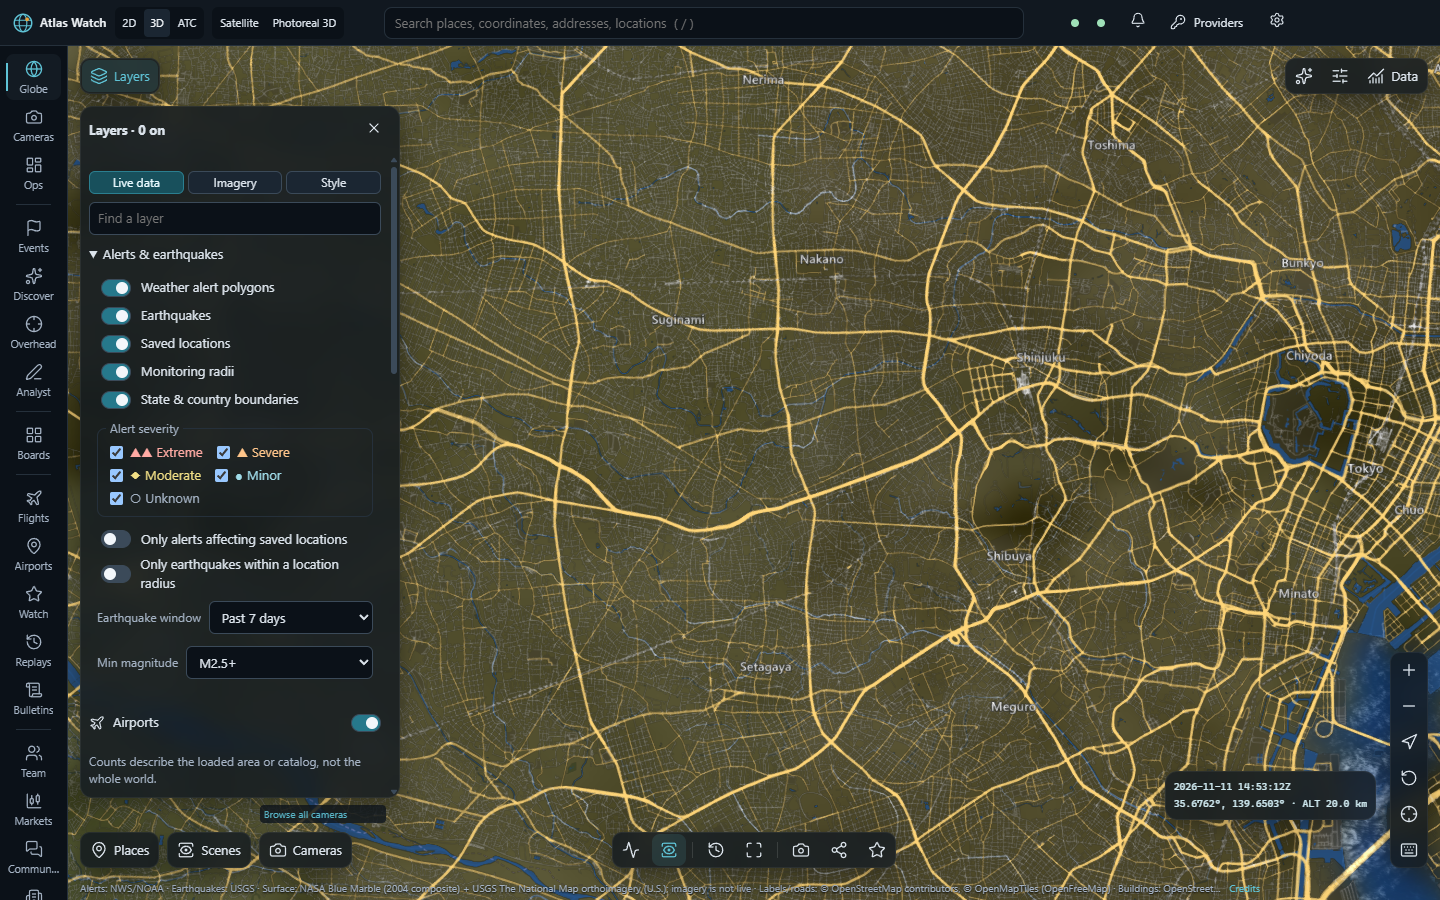 Atlas Watch
2D
3D
ATC
Satellite
Photoreal 3D
Search places, coordinates, addresses, locations ( / )
Providers
Globe
Cameras
Ops
Events
Discover
Overhead
Analyst
Boards
Flights
Airports
Watch
Replays
Bulletins
Team
Markets
Commun...
Layers
Data
Layers · 0 on
Live data
Imagery
Style
Find a layer
Alerts & earthquakes
Weather alert polygons
Earthquakes
Saved locations
Monitoring radii
State & country boundaries
Alert severity
Extreme
Severe
Moderate
Minor
Unknown
Only alerts affecting saved locations
Only earthquakes within a location
radius
Earthquake window
Past 7 days
Min magnitude
M2.5+
Airports
Counts describe the loaded area or catalog, not the
whole world.
Browse all cameras
Places
Scenes
Cameras
Nerima
Toshima
Nakano
Bunkyo
Suginami
Shinjuku
Chiyoda
Tokyo
Chuo
Shibuya
Minato
Setagaya
Meguro
2026-11-11 14:53:12Z
35.6762°, 139.6503° · ALT 20.0 km
Alerts: NWS/NOAA · Earthquakes: USGS · Surface: NASA Blue Marble (2004 composite) + USGS The National Map orthoimagery (U.S.); imagery is not live · Labels/roads: © OpenStreetMap contributors, © OpenMapTiles (OpenFreeMap) · Buildings: OpenStreet...
Credits